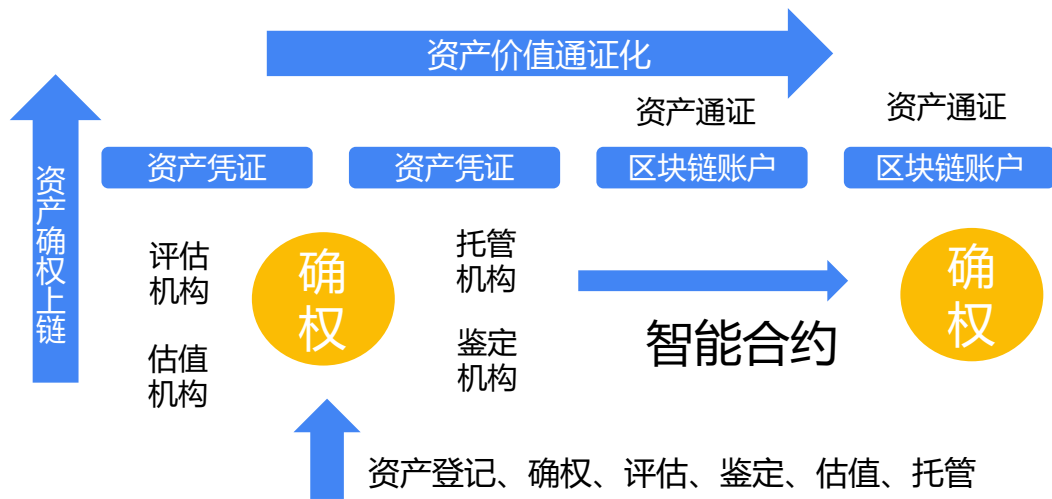 资产价值通证化
资产通证
资产通证
资产凭证
资产凭证
区块链账户
区块链账户
资产确权上链
评估
机构
确
权
托管
机构
确
权
智能合约
估值
机构
鉴定
机构
资产登记、确权、评估、鉴定、估值、托管